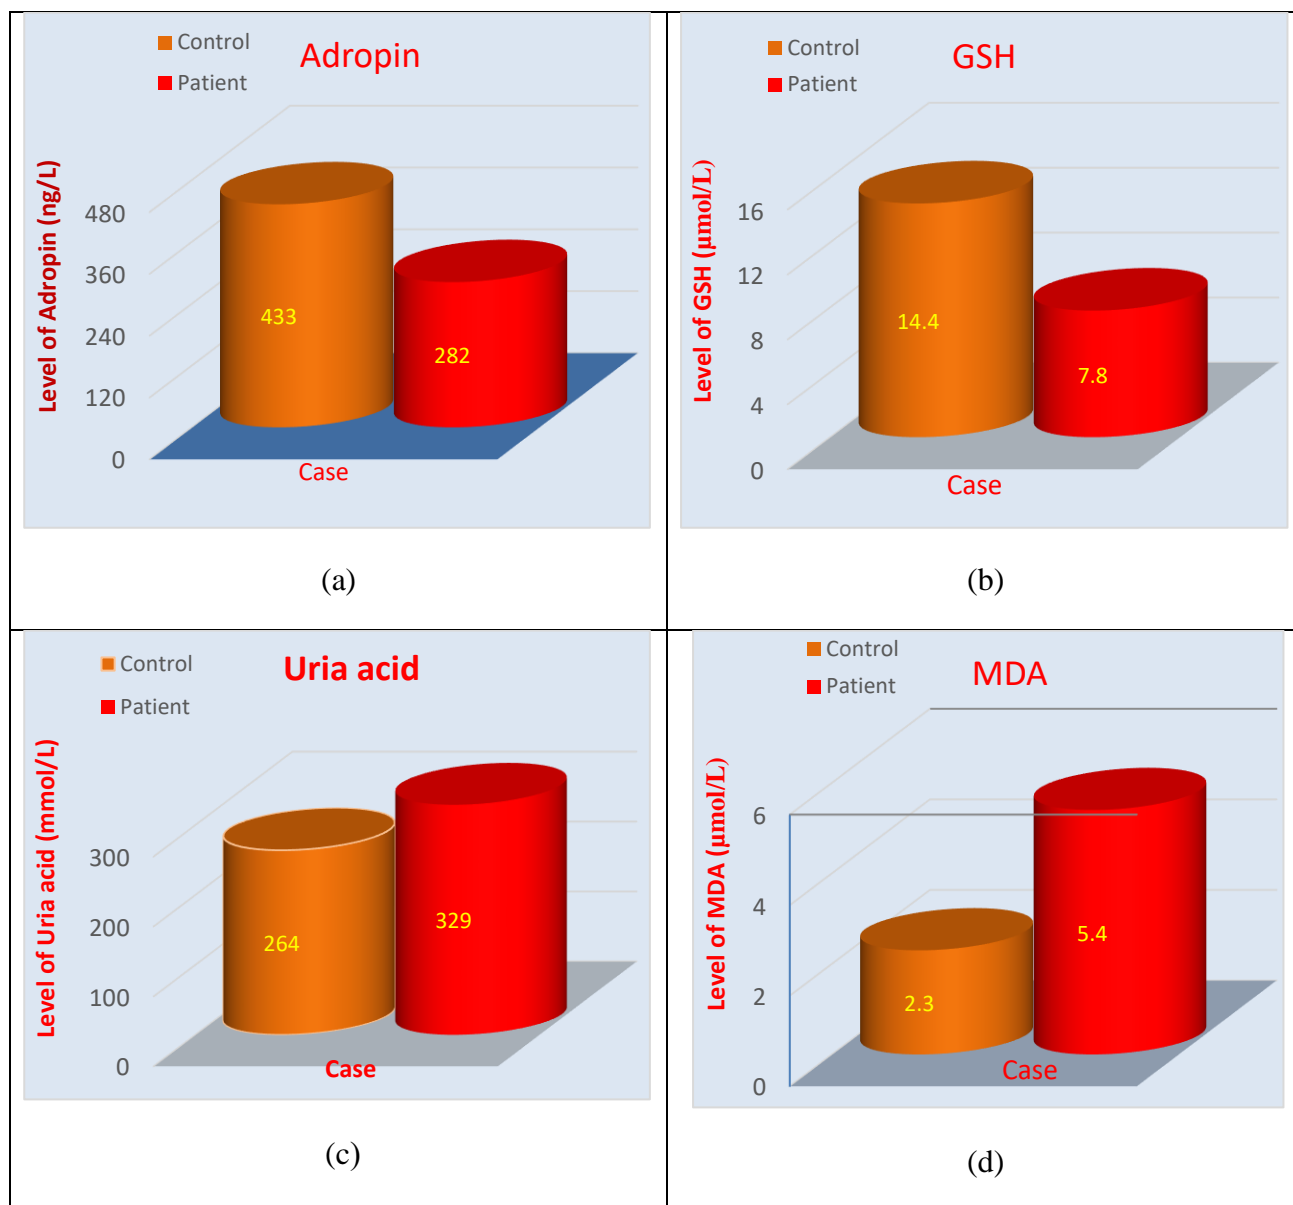 Control
Patient
Adropin
Level of Adropin (ng/L)
480
360
240
120
0
433
282
Case
(a)
Control
Patient
GSH
Level of GSH (µmol/L)
16
12
8
4
0
14.4
7.8
Case
(b)
Control
Patient
Uria acid
Level of Uria acid (mmol/L)
300
200
100
0
264
329
Case
(c)
Control
Patient
MDA
Level of MDA (µmol/L)
6
4
2
0
2.3
5.4
Case
(d)